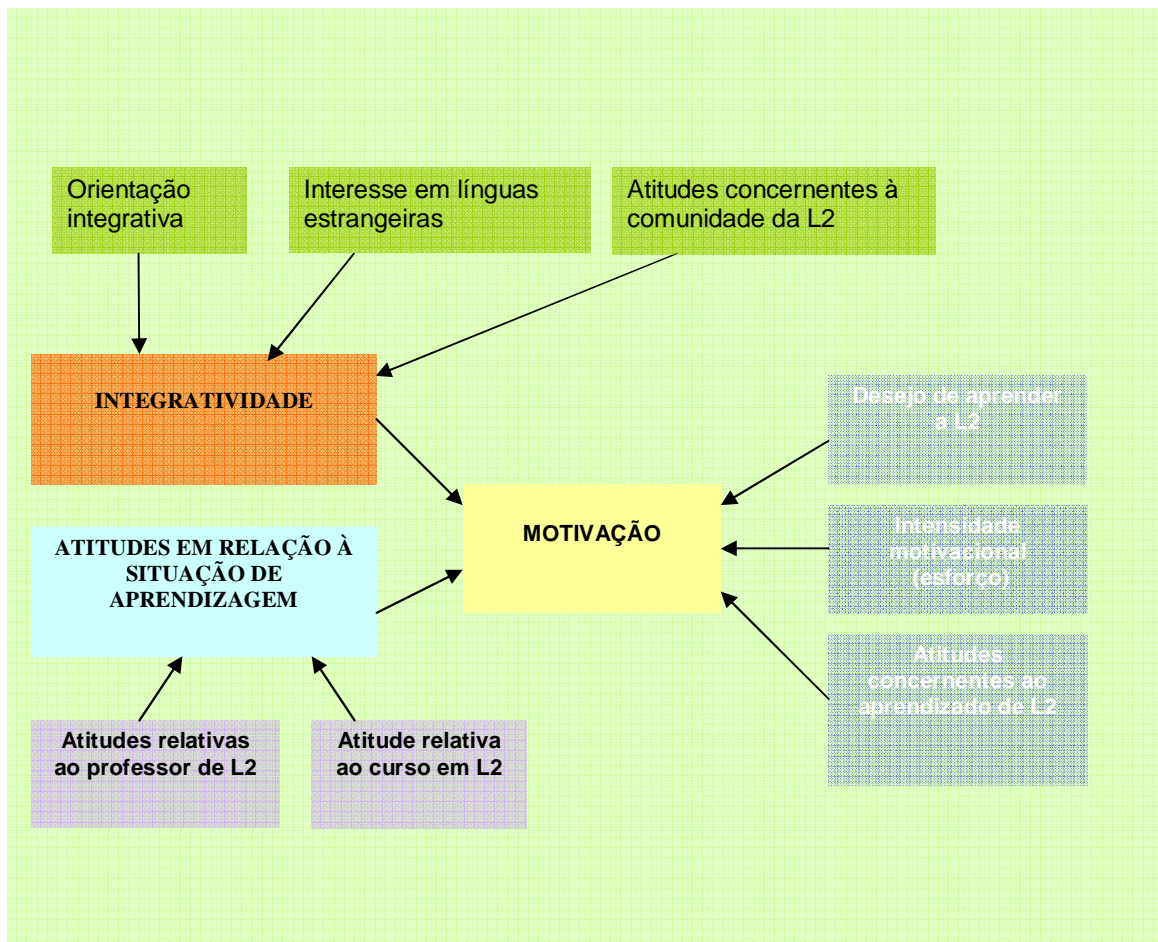 Orientação
integrativa
Interesse em línguas
estrangeiras
Atitudes concernentes à
comunidade da L2
INTEGRATIVIDADE
Desejo de aprender
a L2
MOTIVAÇÃO
Intensidade
motivacional
(esforço)
ATITUDES EM RELAÇÃO À
SITUAÇÃO DE
APRENDIZAGEM
Atitudes
concernentes ao
aprendizado de L2
Atitudes relativas
ao professor de L2
Atitude relativa
ao curso em L2